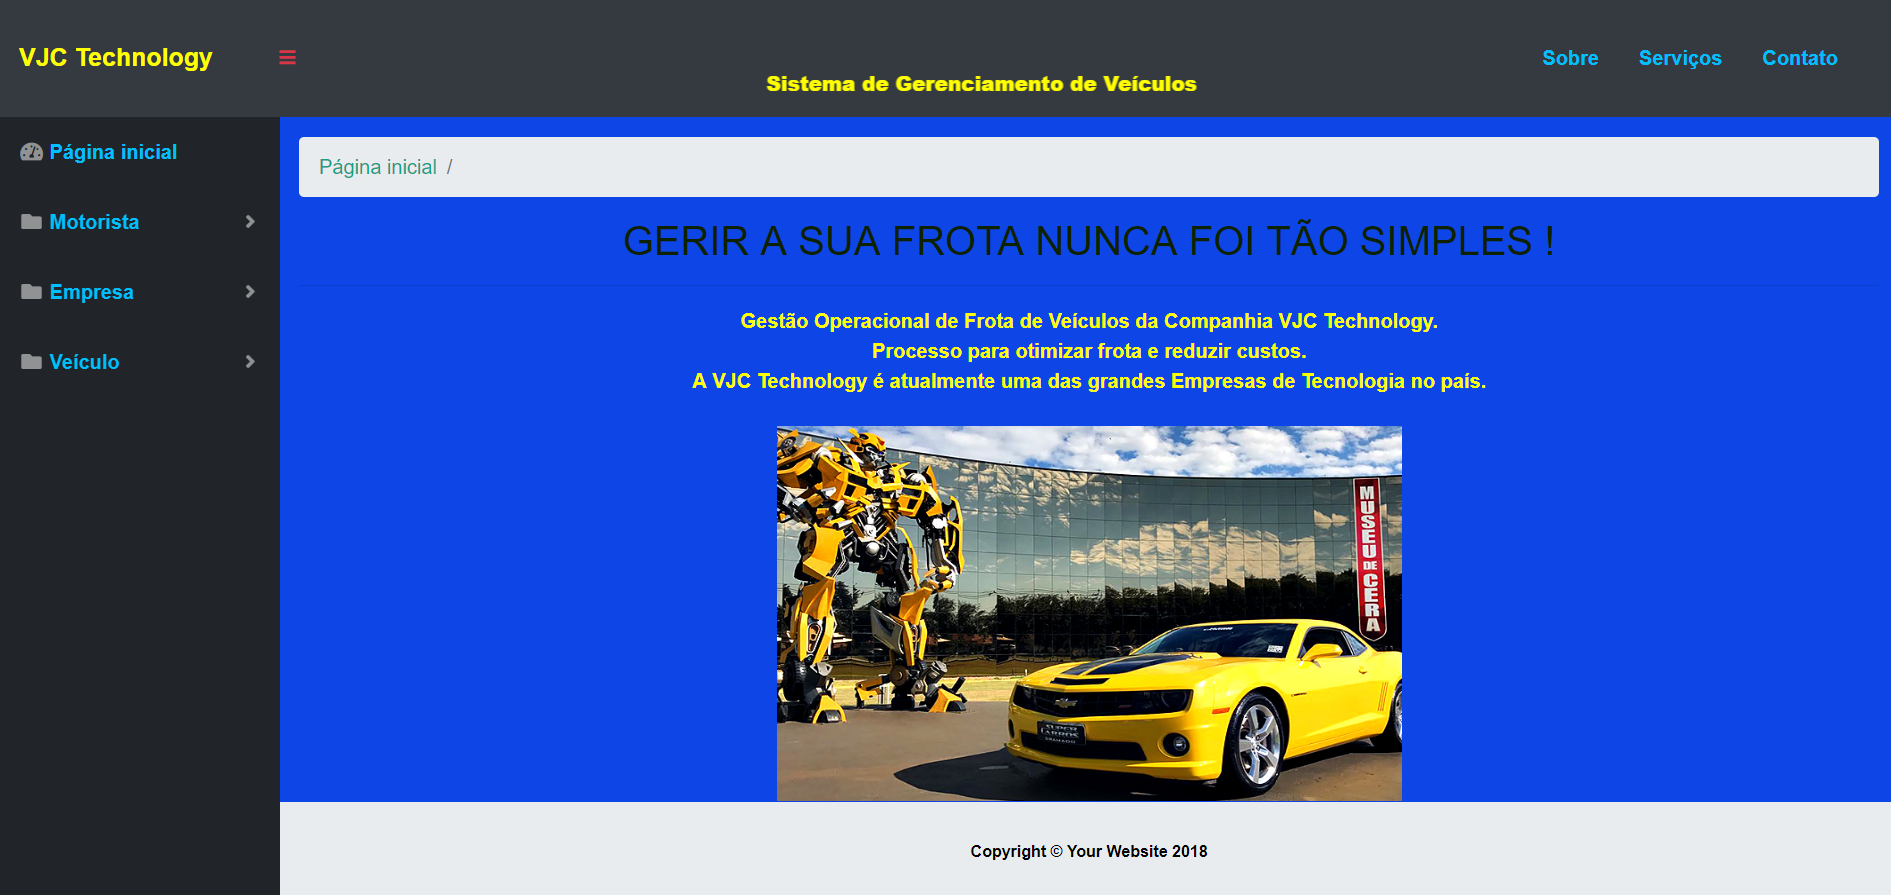 VJC Technology
Sistema de Gerenciamento de Veículos
Sobre Serviços Contato
Página inicial
Motorista
Empresa
Veículo
Página inicial /
GERIR A SUA FROTA NUNCA FOI TÃO SIMPLES !
Gestão Operacional de Frota de Veículos da Companhia VJC Technology.
Processo para otimizar frota e reduzir custos.
A VJC Technology é atualmente uma das grandes Empresas de Tecnologia no país.
MUSEU DE CERA
SUPER
CARROS
GRAMADO
Copyright © Your Website 2018